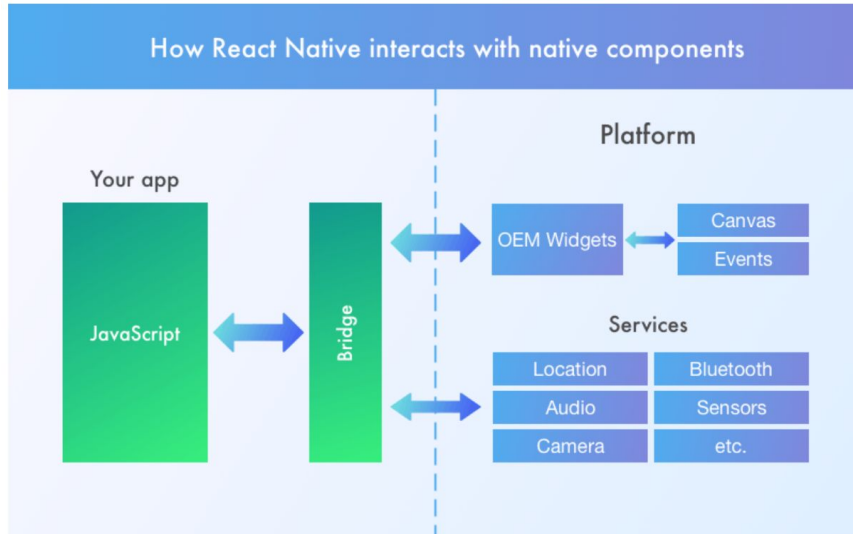 How React Native interacts with native components
Platform
Your app
JavaScript
Bridge
OEM Widgets
Canvas
Events
Services
Location
Bluetooth
Audio
Sensors
Camera
etc.